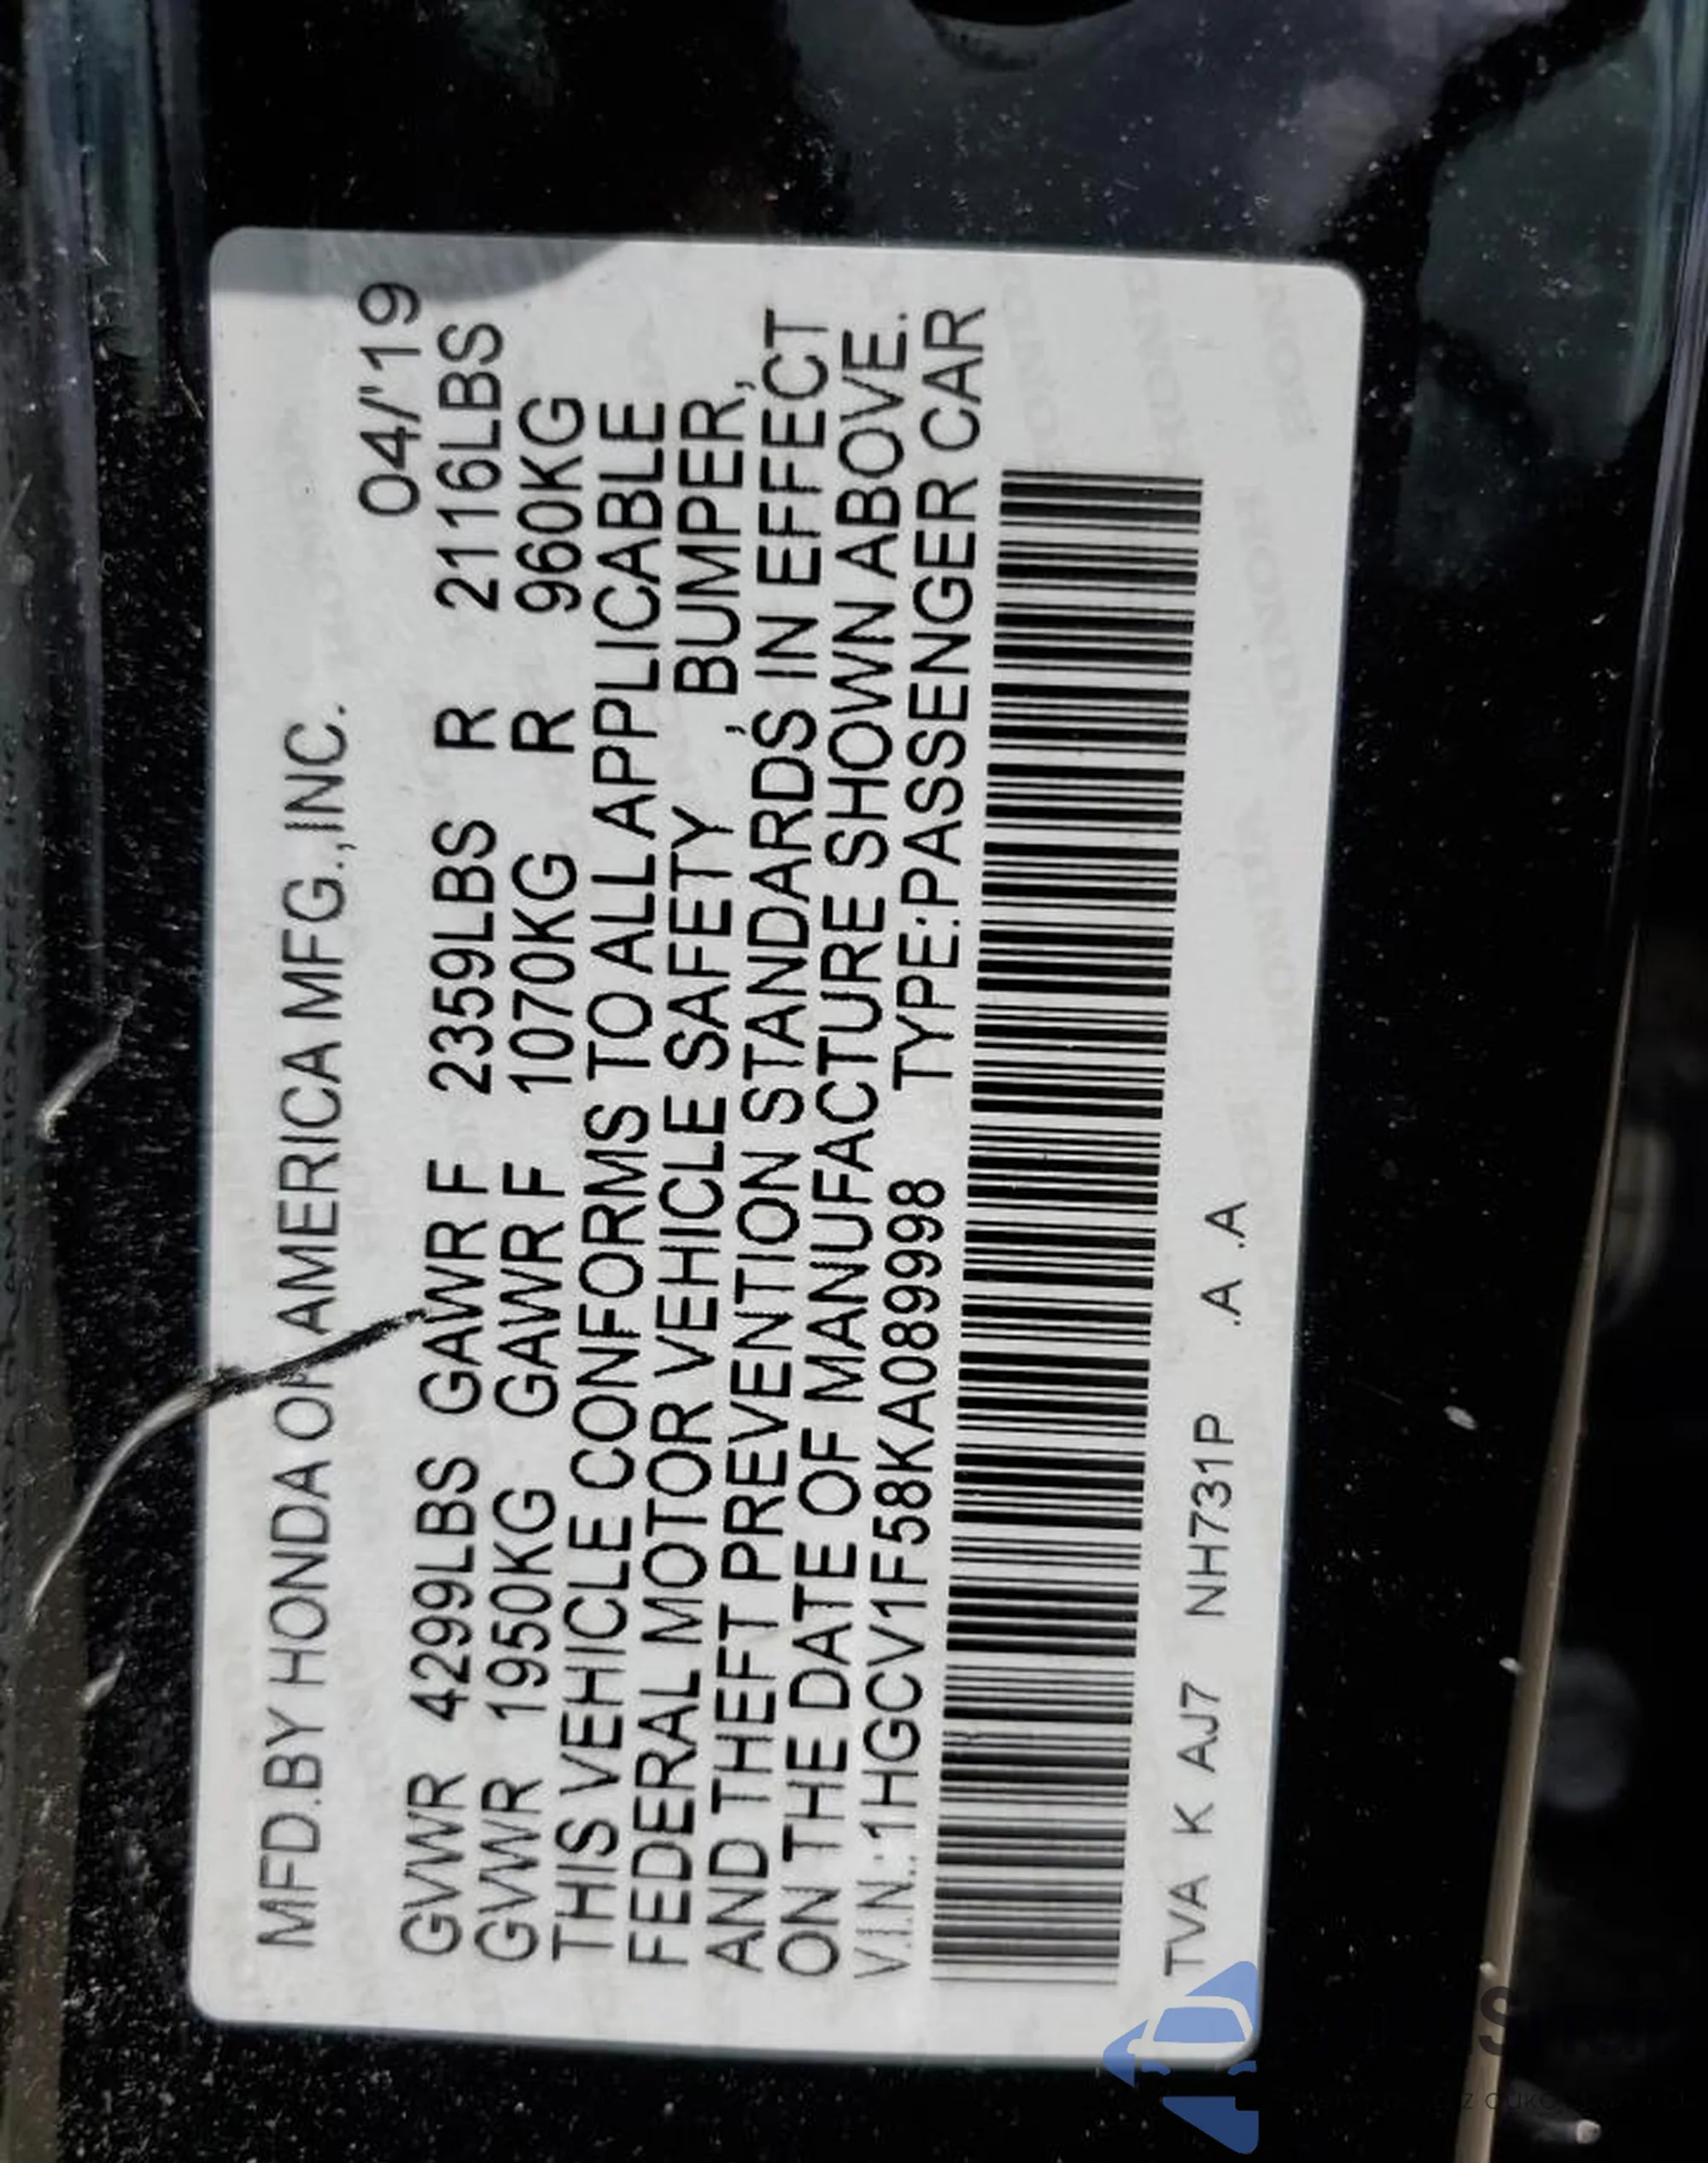 MFD.BY HONDA OF AMERICA MFG.,INC.
04/'19
GVWR 4299LBS GAWR F 2359LBS R 2116LBS
GVWR 1950KG GAWR F 1070KG R 960KG
THIS VEHICLE CONFORMS TO ALL APPLICABLE
FEDERAL MOTOR VEHICLE SAFETY , BUMPER,
AND THEFT PREVENTION STANDARDS IN EFFECT
ON THE DATE OF MANUFACTURE SHOWN ABOVE.
V.I.N.:1HGCV1F58KA089998 TYPE:PASSENGER CAR
TVA K AJ7 NH731P .A .A